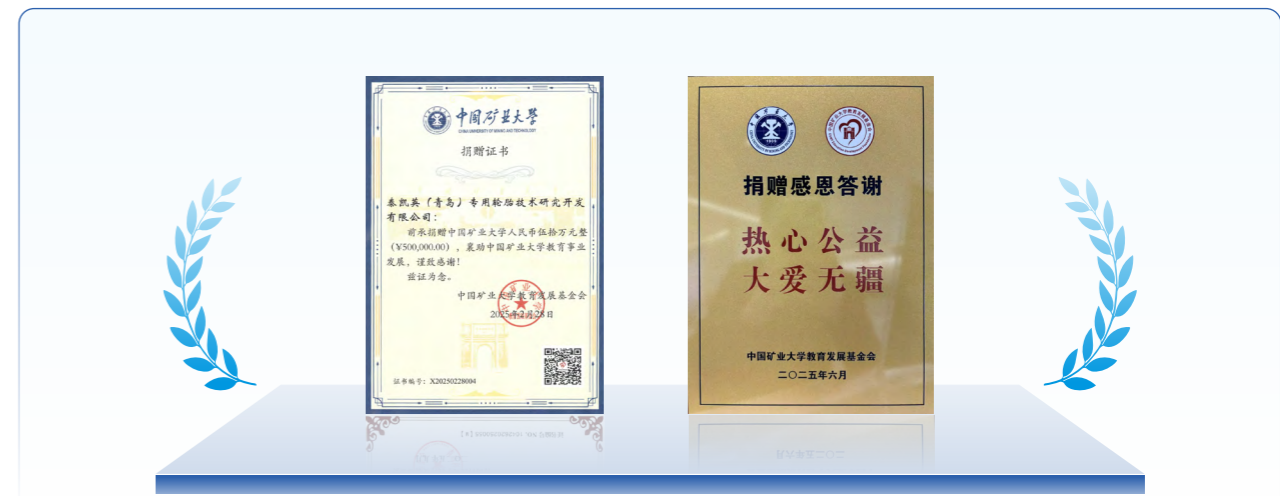 中国矿业大学
CHINA UNIVERSITY OF MINING AND TECHNOLOGY
捐赠证书
泰凯英（青岛）专用轮胎技术研究开发
有限公司：
前承捐赠中国矿业大学人民币伍拾万元整
（¥500,000.00），襄助中国矿业大学教育事业
发展，谨致感谢！
兹证为念。
中国矿业大学教育发展基金会
2025年2月28日
证书编号：X20250228004
捐赠感恩答谢
热心公益
大爱无疆
中国矿业大学教育发展基金会
二〇二五年六月